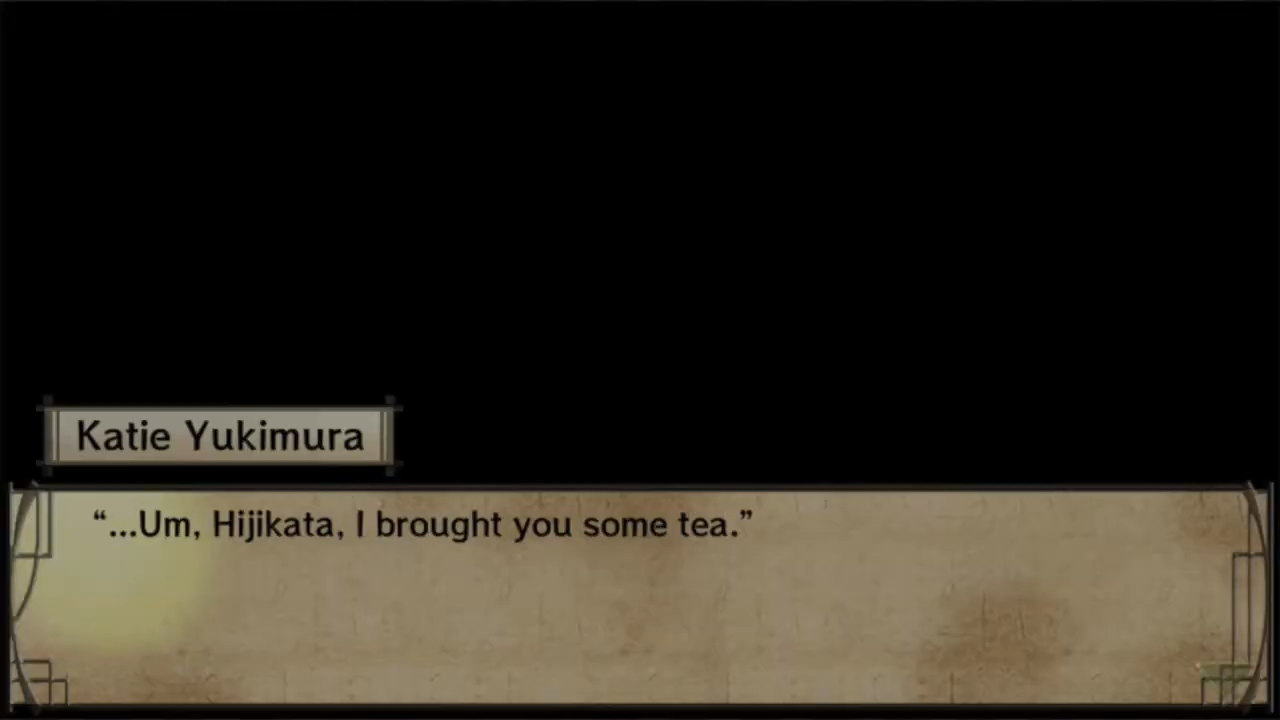 Katie Yukimura
“...Um, Hijikata, I brought you some tea.”